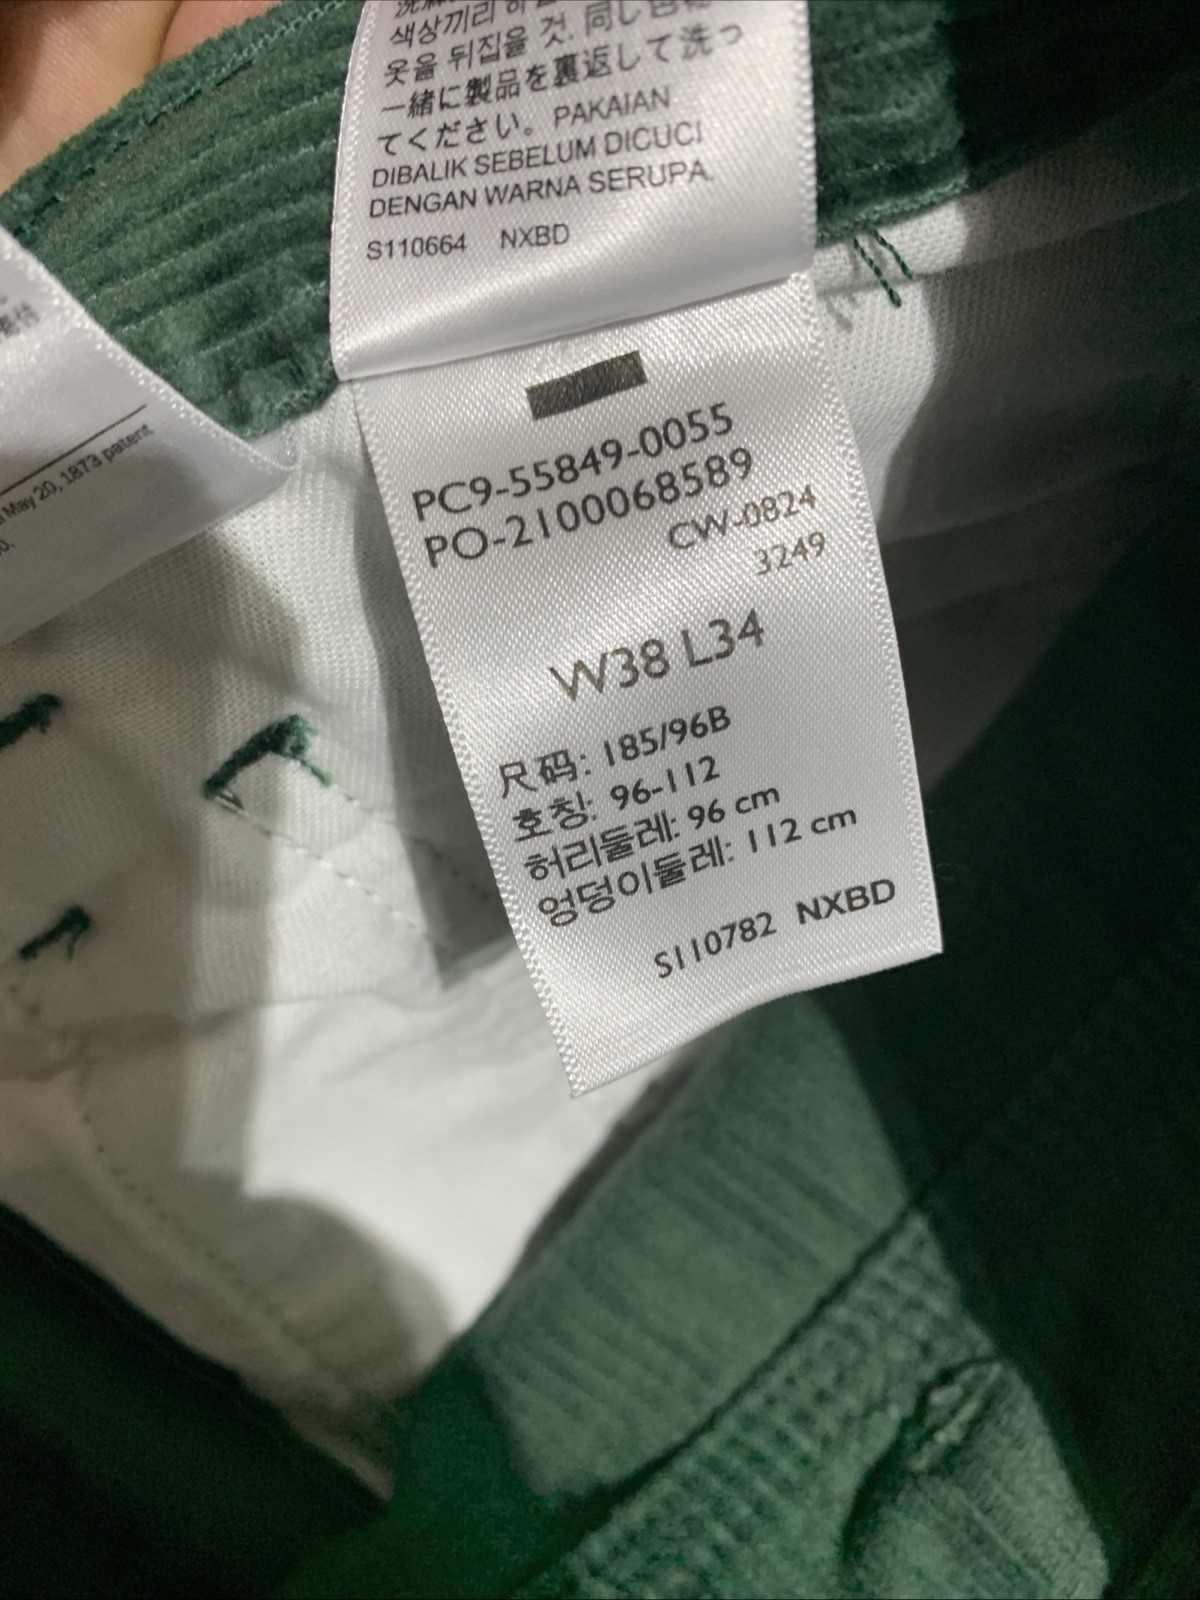 색상끼리
옷을 뒤집을 것. 同じ色物
一緒に製品を裏返して洗っ
てください。PAKAIAN
DIBALIK SEBELUM DICUCI
DENGAN WARNA SERUPA.
S110664 NXBD
May 20, 1873 patent
PC9-55849-0055
PO-2100068589
CW-0824
3249
W38 L34
尺码: 185/96B
호칭: 96-112
허리둘레: 96 cm
엉덩이둘레: 112 cm
S110782 NXBD